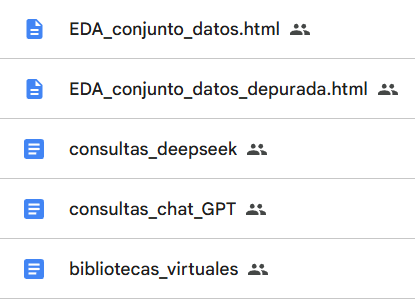 EDA_conjunto_datos.html
EDA_conjunto_datos_depurada.html
consultas_deepseek
consultas_chat_GPT
bibliotecas_virtuales